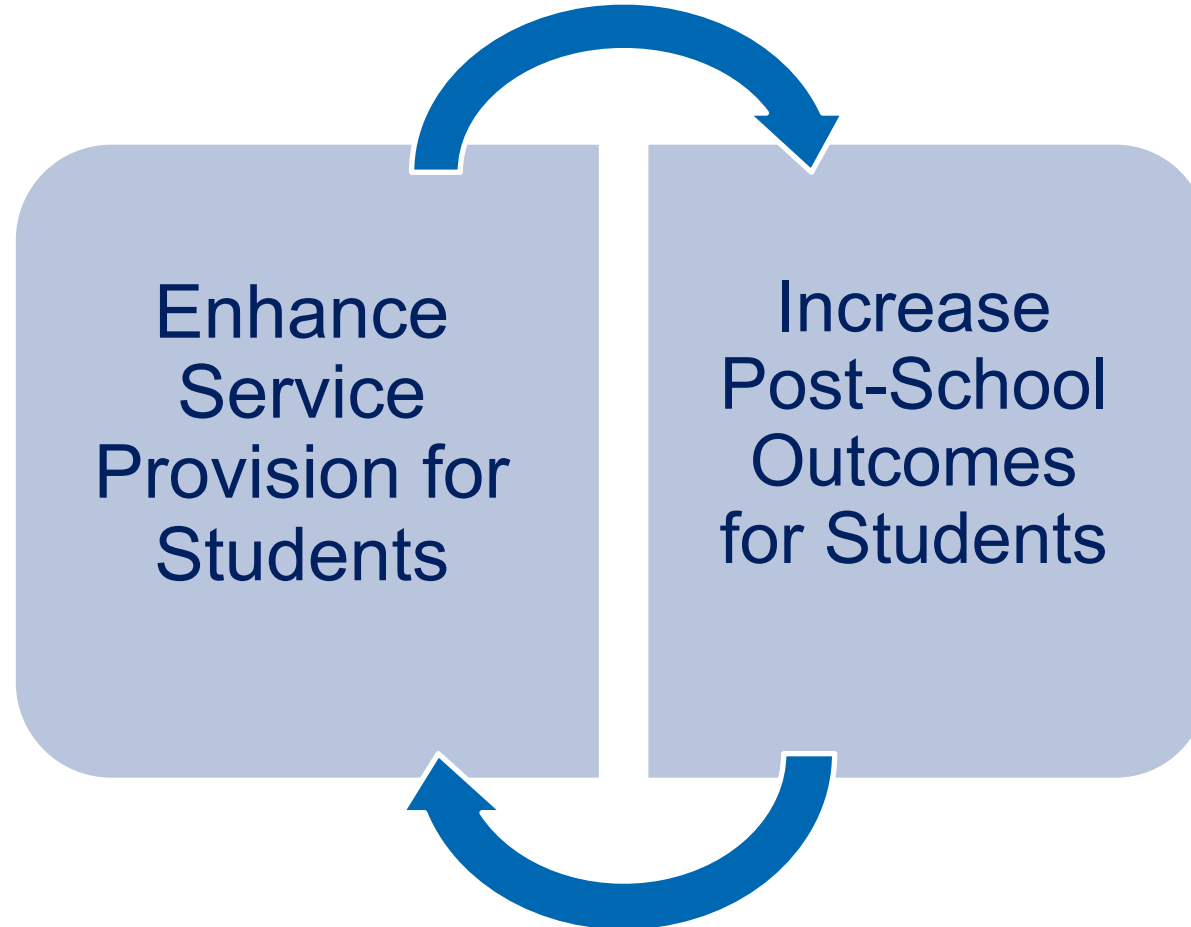 Enhance
Service
Provision for
Students
Increase
Post-School
Outcomes
for Students